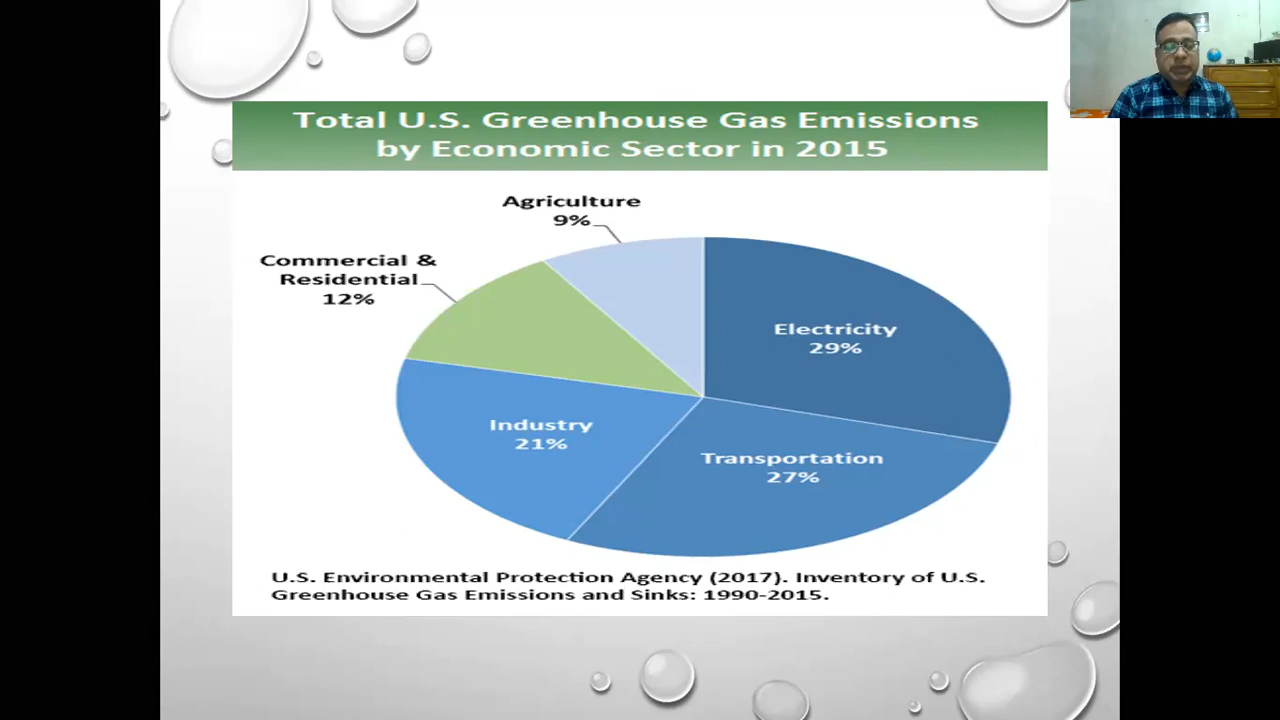 Total U.S. Greenhouse Gas Emissions
by Economic Sector in 2015
Agriculture
9%
Commercial &
Residential
12%
Electricity
29%
Industry
21%
Transportation
27%
U.S. Environmental Protection Agency (2017). Inventory of U.S.
Greenhouse Gas Emissions and Sinks: 1990-2015.